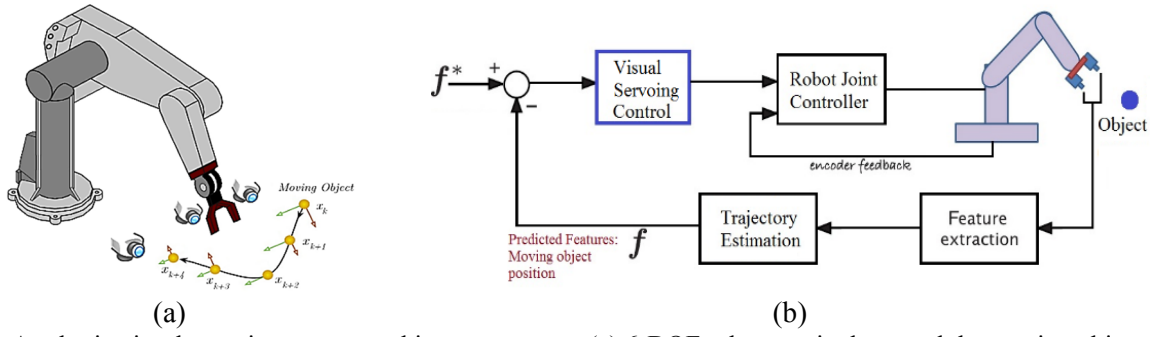 Moving Object
x_k
x_{k+1}
x_{k+2}
x_{k+3}
x_{k+4}
(a)
f*
+
−
Visual
Servoing
Control
Robot Joint
Controller
encoder feedback
Object
Feature
extraction
Trajectory
Estimation
f
Predicted Features:
Moving object
position
(b)